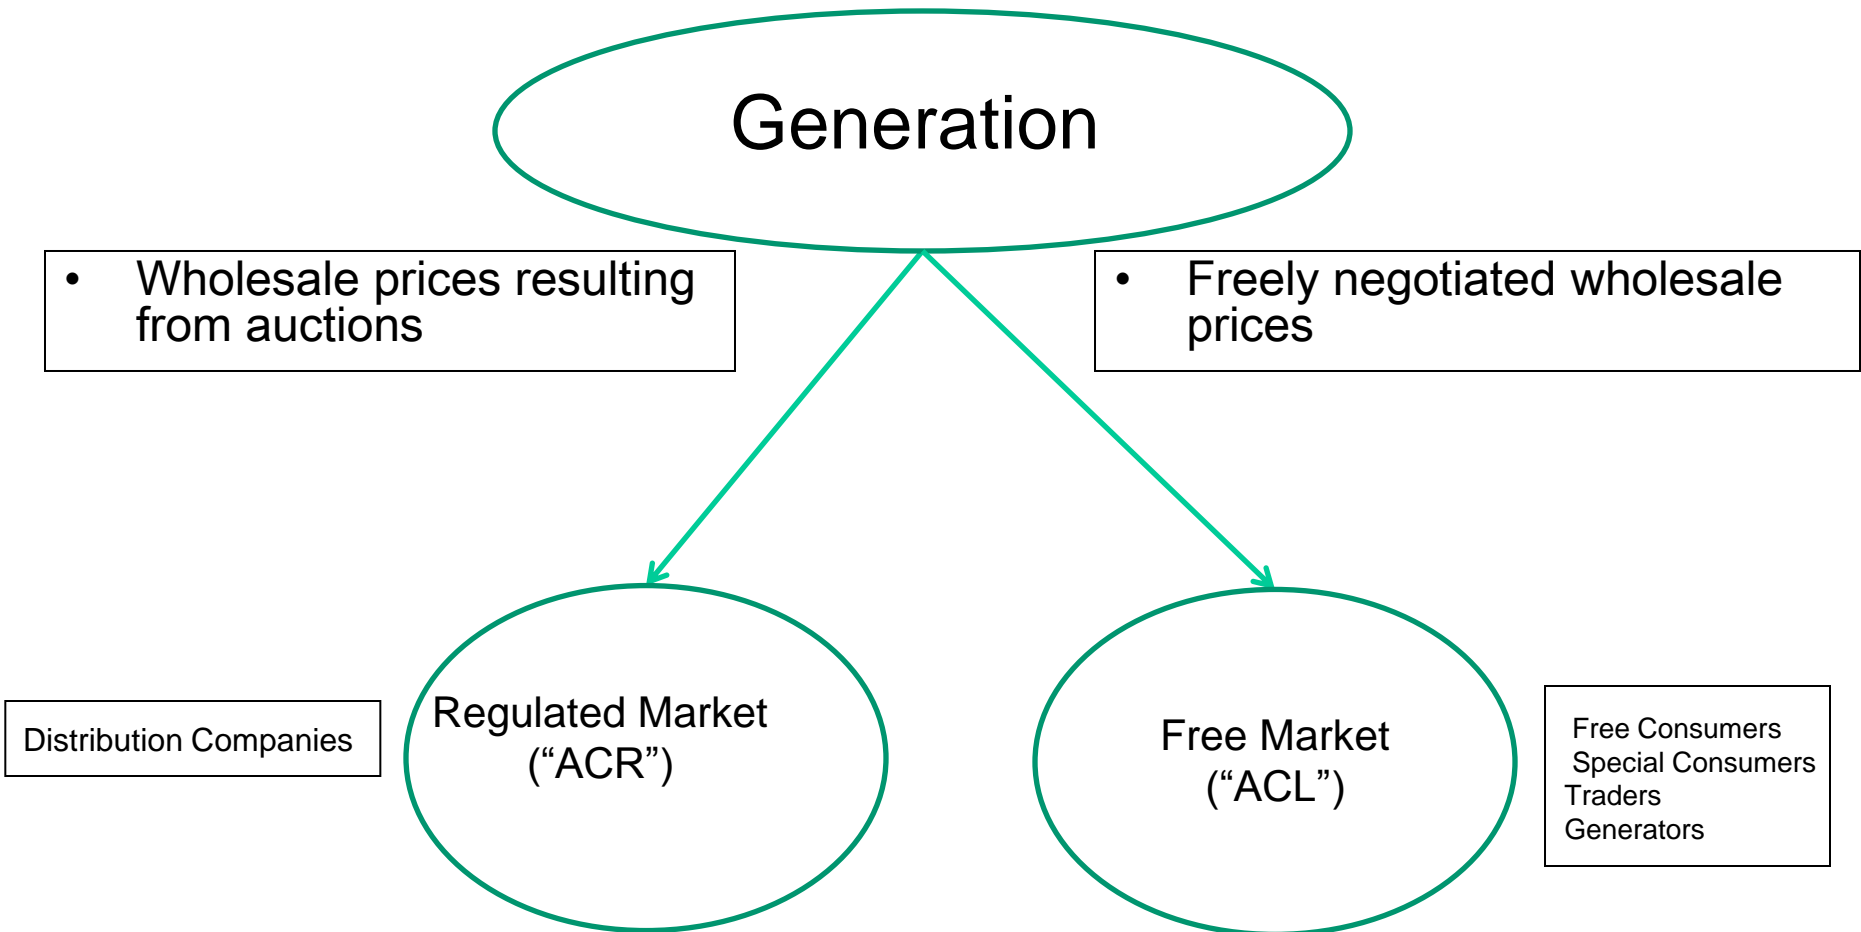 Generation
• Wholesale prices resulting
from auctions
• Freely negotiated wholesale
prices
Distribution Companies
Regulated Market
(“ACR”)
Free Market
(“ACL”)
Free Consumers
Special Consumers
Traders
Generators